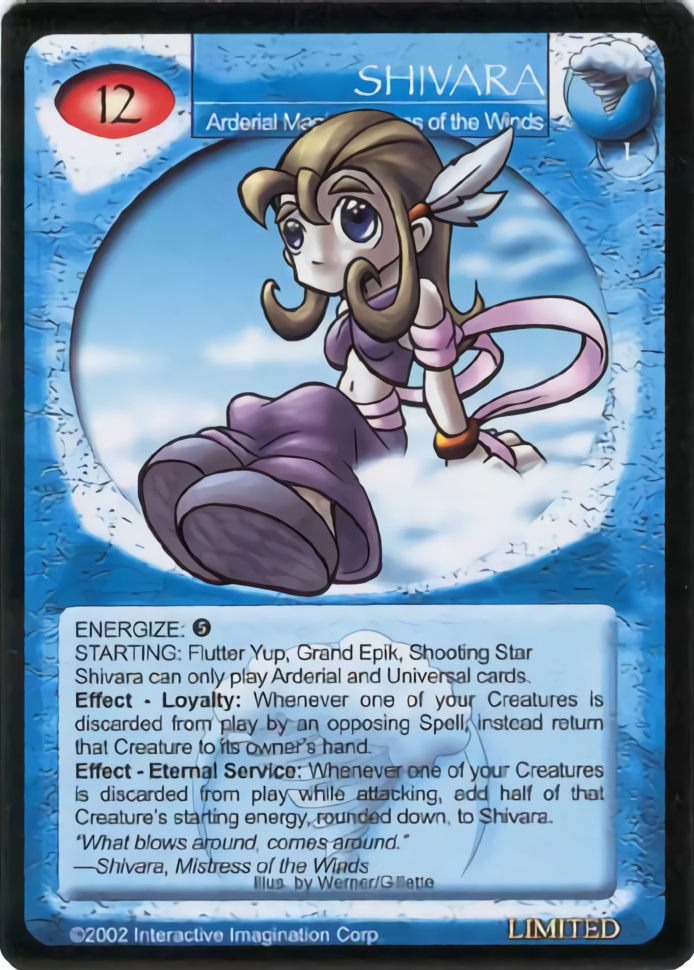 12
SHIVARA
Arderial of the Winds
1
ENERGIZE: 5
STARTING: Flutter Yup, Grand Epik, Shooting Star
Shivara can only play Arderial and Universal cards.
Effect - Loyalty: Whenever one of your Creatures is
discarded from play by an opposing Spell, instead return
that Creature to its owner's hand.
Effect - Eternal Service: Whenever one of your Creatures
is discarded from play while attacking, add half of that
Creature's starting energy, rounded down, to Shivara.
"What blows around, comes around."
—Shivara, Mistress of the Winds
Illus. by Werner/Gillette
©2002 Interactive Imagination Corp
LIMITED